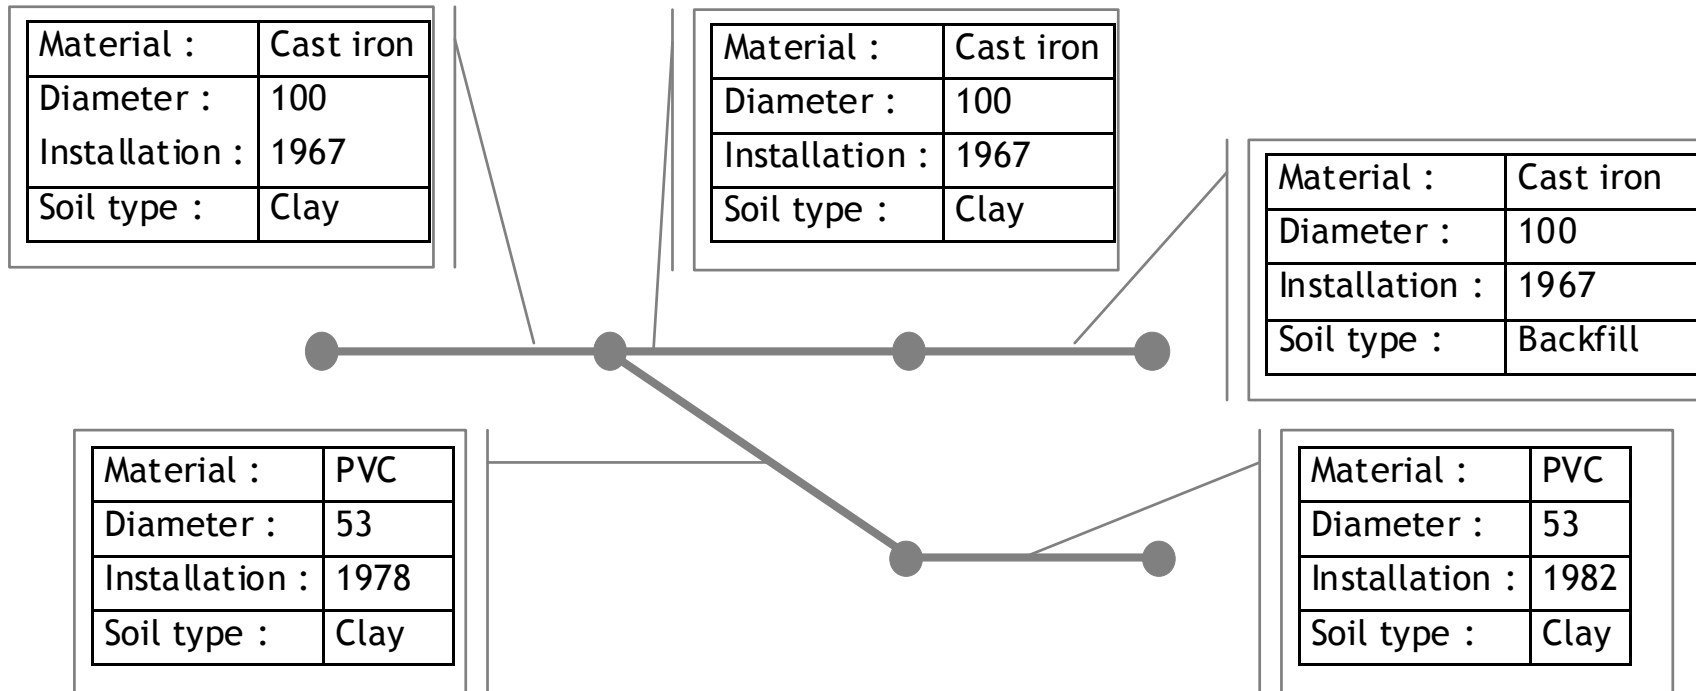 Material : Cast iron
Diameter : 100
Installation : 1967
Soil type : Clay
Material : Cast iron
Diameter : 100
Installation : 1967
Soil type : Clay
Material : Cast iron
Diameter : 100
Installation : 1967
Soil type : Backfill
Material : PVC
Diameter : 53
Installation : 1978
Soil type : Clay
Material : PVC
Diameter : 53
Installation : 1982
Soil type : Clay